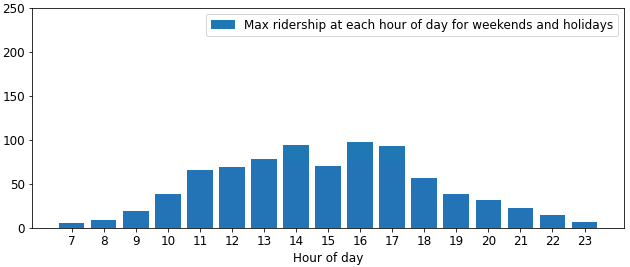 Max ridership at each hour of day for weekends and holidays
250
200
150
100
50
0
7 8 9 10 11 12 13 14 15 16 17 18 19 20 21 22 23
Hour of day